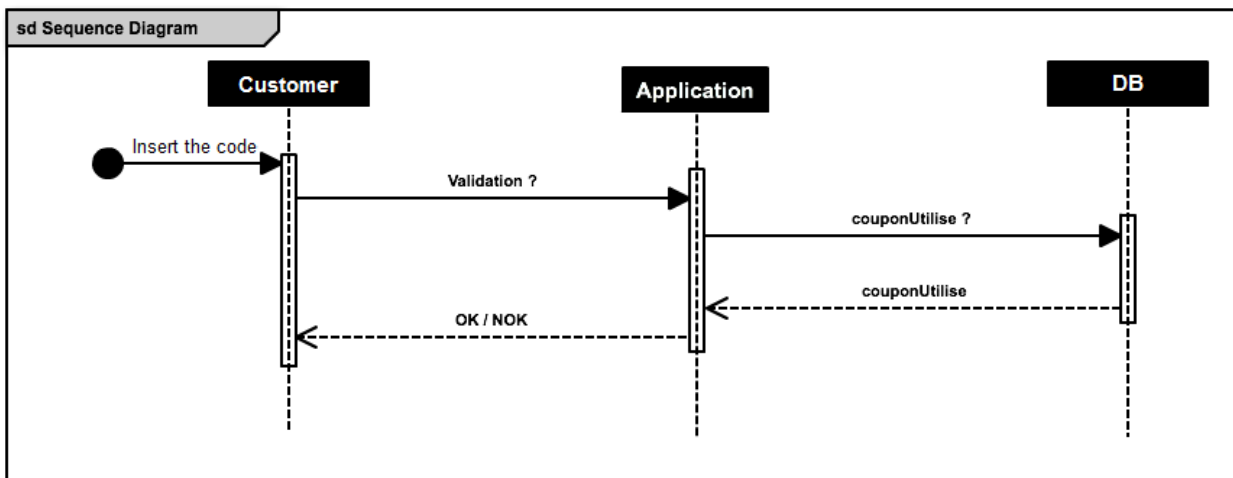 sd Sequence Diagram
Customer
Application
DB
Insert the code
Validation ?
couponUtilise ?
couponUtilise
OK / NOK